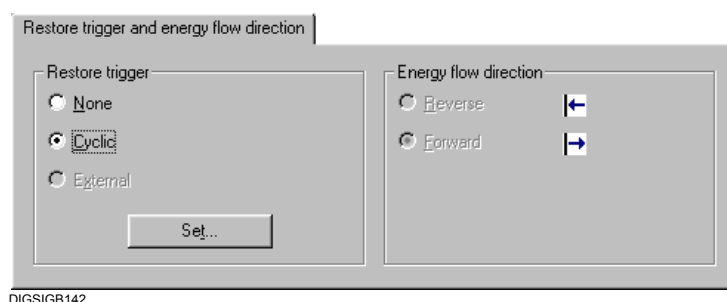 Restore trigger and energy flow direction
Restore trigger
None
Cyclic
External
Set...
Energy flow direction
Reverse
Forward
DIGSIGB142